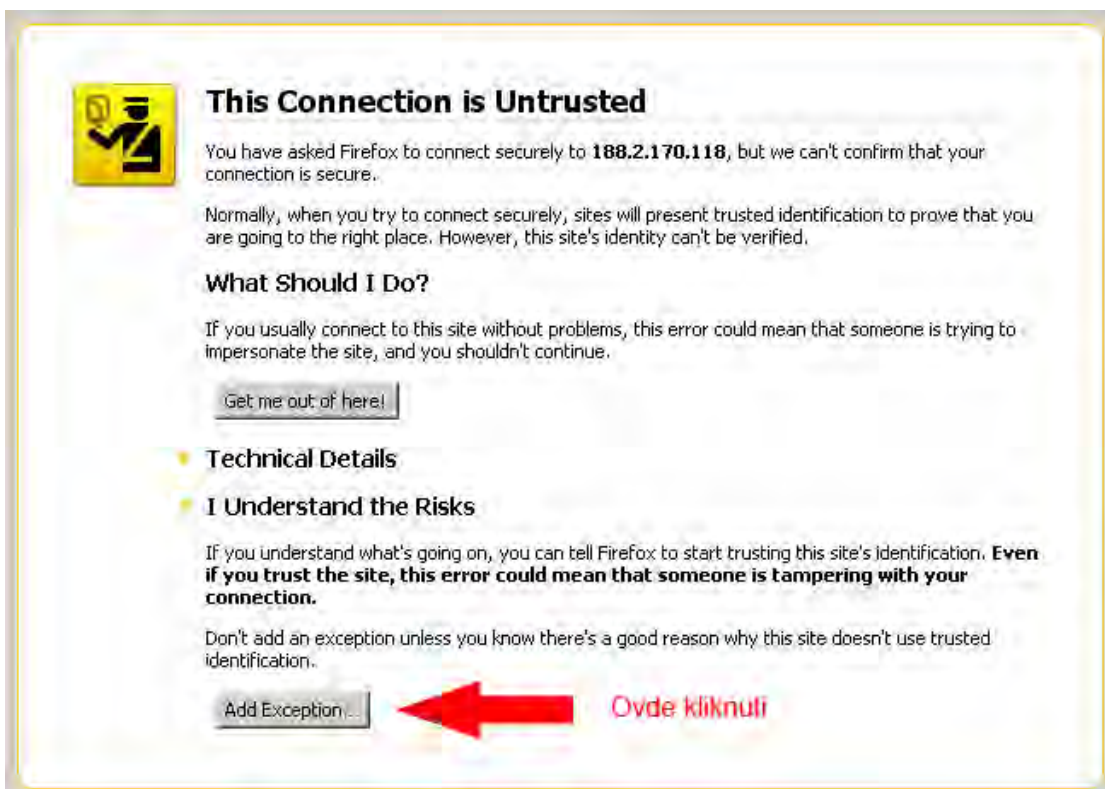 This Connection is Untrusted
You have asked Firefox to connect securely to 188.2.170.118, but we can't confirm that your
connection is secure.
Normally, when you try to connect securely, sites will present trusted identification to prove that you
are going to the right place. However, this site's identity can't be verified.
What Should I Do?
If you usually connect to this site without problems, this error could mean that someone is trying to
impersonate the site, and you shouldn't continue.
Get me out of here!
Technical Details
I Understand the Risks
If you understand what's going on, you can tell Firefox to start trusting this site's identification. Even
if you trust the site, this error could mean that someone is tampering with your
connection.
Don't add an exception unless you know there's a good reason why this site doesn't use trusted
identification.
Add Exception...
Ovde kliknuti